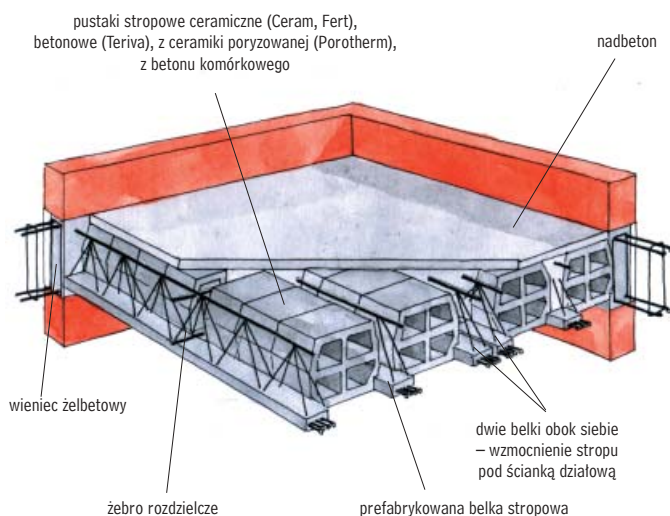 pustaki stropowe ceramiczne (Ceram, Fert),
betonowe (Teriva), z ceramiki poryzowanej (Porotherm),
z betonu komórkowego
nadbeton
wieniec żelbetowy
dwie belki obok siebie
– wzmocnienie stropu
pod ścianką działową
żebro rozdzielcze
prefabrykowana belka stropowa